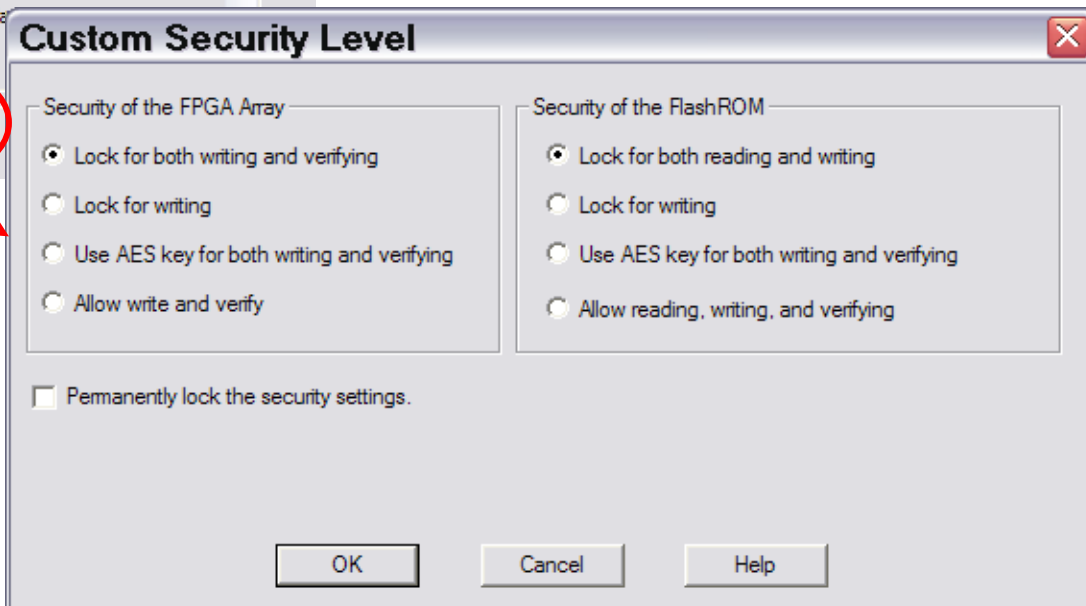 Custom Security Level
Security of the FPGA Array
Lock for both writing and verifying
Lock for writing
Use AES key for both writing and verifying
Allow write and verify
Security of the FlashROM
Lock for both reading and writing
Lock for writing
Use AES key for both writing and verifying
Allow reading, writing, and verifying
Permanently lock the security settings.
OK
Cancel
Help